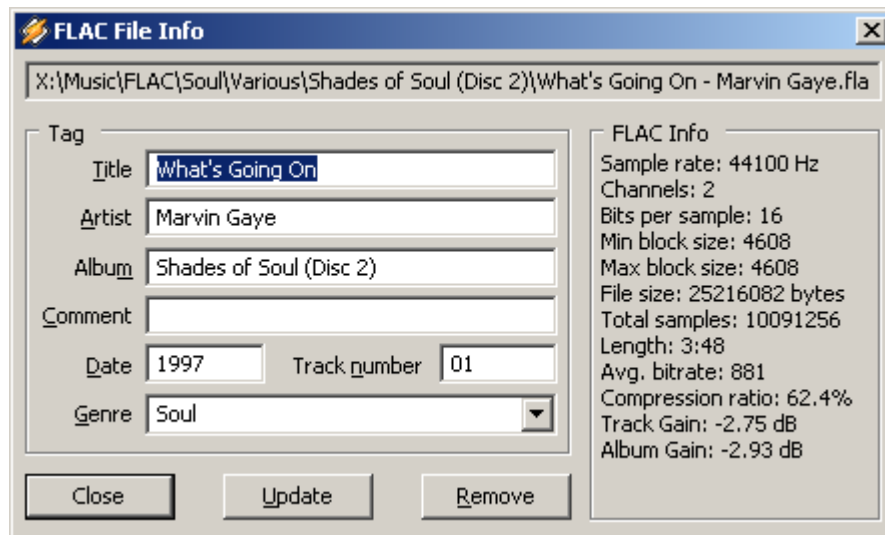 FLAC File Info
X:\Music\FLAC\Soul\Various\Shades of Soul (Disc 2)\What's Going On - Marvin Gaye.fla
Tag
Title What's Going On
Artist Marvin Gaye
Album Shades of Soul (Disc 2)
Comment
Date 1997 Track number 01
Genre Soul
Close Update Remove
FLAC Info
Sample rate: 44100 Hz
Channels: 2
Bits per sample: 16
Min block size: 4608
Max block size: 4608
File size: 25216082 bytes
Total samples: 10091256
Length: 3:48
Avg. bitrate: 881
Compression ratio: 62.4%
Track Gain: -2.75 dB
Album Gain: -2.93 dB